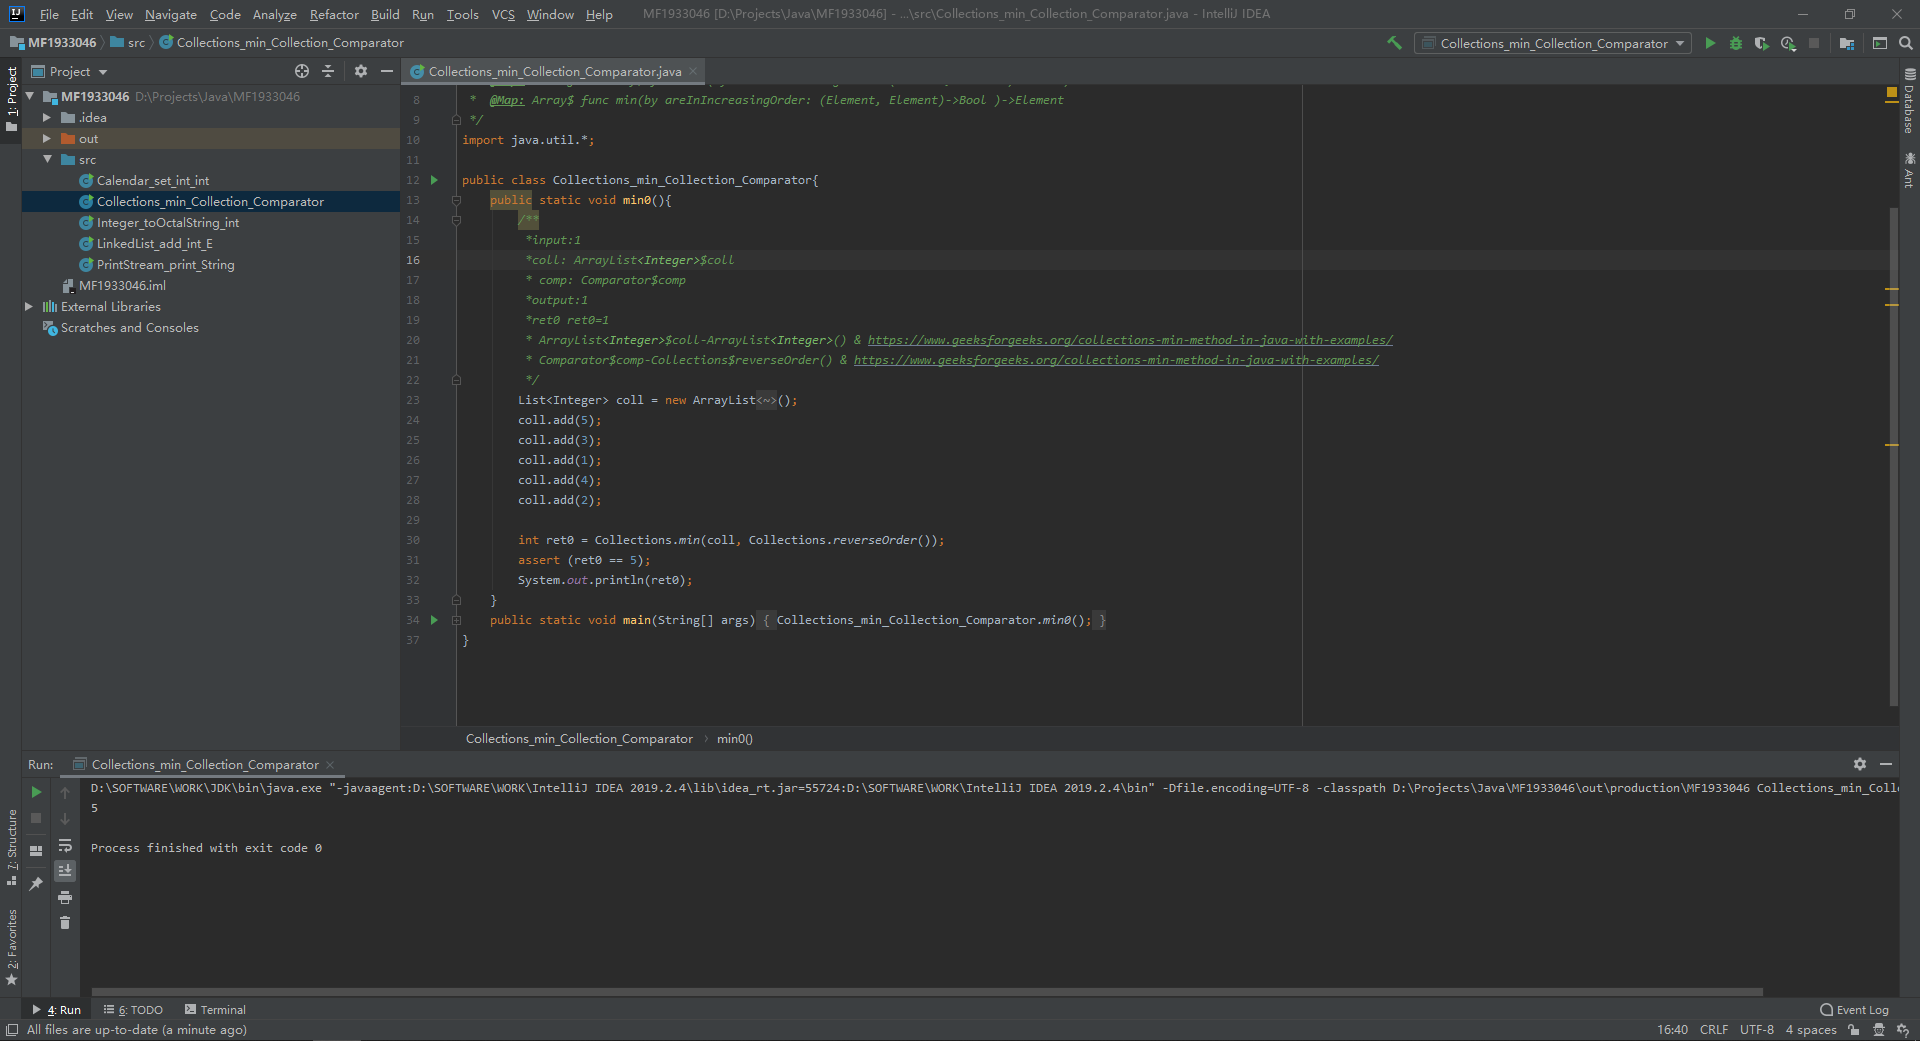 File Edit View Navigate Code Analyze Refactor Build Run Tools VCS Window Help MF1933046 [D:\Projects\Java\MF1933046] - ...\src\Collections_min_Collection_Comparator.java - IntelliJ IDEA
MF1933046 src Collections_min_Collection_Comparator Collections_min_Collection_Comparator
1: Project
Project
MF1933046 D:\Projects\Java\MF1933046
.idea
out
src
Calendar_set_int_int
Collections_min_Collection_Comparator
Integer_toOctalString_int
LinkedList_add_int_E
PrintStream_print_String
MF1933046.iml
External Libraries
Scratches and Consoles
Collections_min_Collection_Comparator.java
8 * @Map: Array$ func min(by areInIncreasingOrder: (Element, Element)->Bool )->Element
9 */
10 import java.util.*;
11
12 public class Collections_min_Collection_Comparator{
13 public static void min0(){
14 /**
15 *input:1
16 *coll: ArrayList<Integer>$coll
17 * comp: Comparator$comp
18 *output:1
19 *ret0 ret0=1
20 * ArrayList<Integer>$coll-ArrayList<Integer>() & https://www.geeksforgeeks.org/collections-min-method-in-java-with-examples/
21 * Comparator$comp-Collections$reverseOrder() & https://www.geeksforgeeks.org/collections-min-method-in-java-with-examples/
22 */
23 List<Integer> coll = new ArrayList<~>();
24 coll.add(5);
25 coll.add(3);
26 coll.add(1);
27 coll.add(4);
28 coll.add(2);
29
30 int ret0 = Collections.min(coll, Collections.reverseOrder());
31 assert (ret0 == 5);
32 System.out.println(ret0);
33 }
34 public static void main(String[] args) { Collections_min_Collection_Comparator.min0(); }
37 }
Collections_min_Collection_Comparator min0()
Database
Ant
Run: Collections_min_Collection_Comparator
D:\SOFTWARE\WORK\JDK\bin\java.exe "-javaagent:D:\SOFTWARE\WORK\IntelliJ IDEA 2019.2.4\lib\idea_rt.jar=55724:D:\SOFTWARE\WORK\IntelliJ IDEA 2019.2.4\bin" -Dfile.encoding=UTF-8 -classpath D:\Projects\Java\MF1933046\out\production\MF1933046 Collections_min_Colle
5
Process finished with exit code 0
7: Structure
2: Favorites
4: Run 6: TODO Terminal Event Log
All files are up-to-date (a minute ago) 16:40 CRLF UTF-8 4 spaces